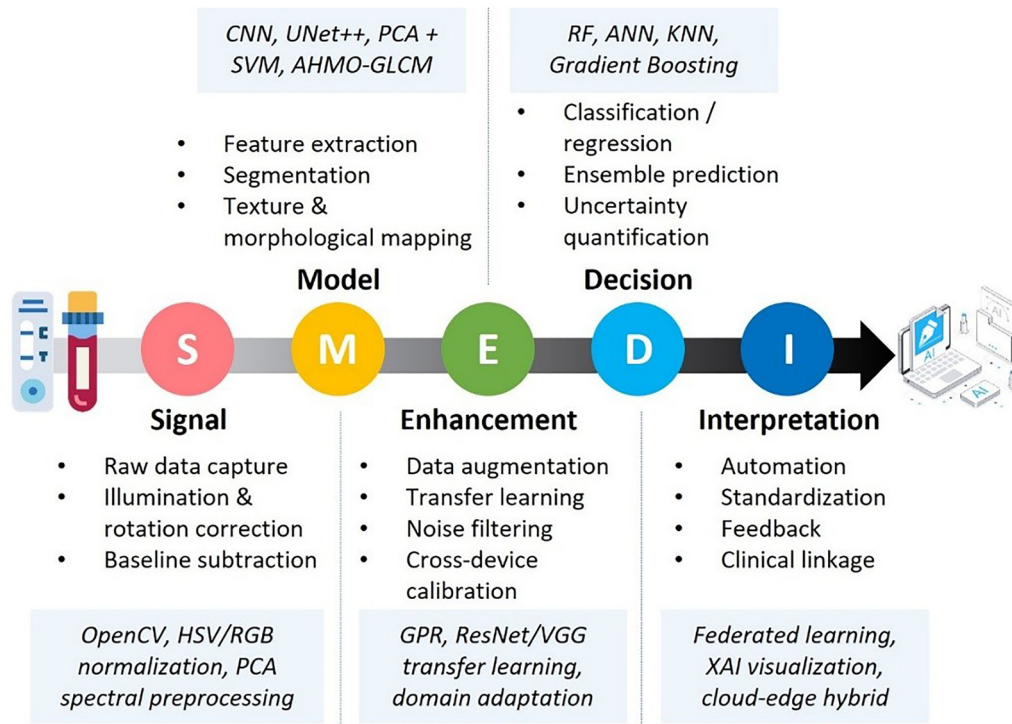 CNN, UNet++, PCA +
SVM, AHMO-GLCM
• Feature extraction
• Segmentation
• Texture &
morphological mapping
Model
RF, ANN, KNN,
Gradient Boosting
• Classification /
regression
• Ensemble prediction
• Uncertainty
quantification
Decision
C
T
S
M
E
D
I
AI
AI
AI
Signal
• Raw data capture
• Illumination &
rotation correction
• Baseline subtraction
OpenCV, HSV/RGB
normalization, PCA
spectral preprocessing
Enhancement
• Data augmentation
• Transfer learning
• Noise filtering
• Cross-device
calibration
GPR, ResNet/VGG
transfer learning,
domain adaptation
Interpretation
• Automation
• Standardization
• Feedback
• Clinical linkage
Federated learning,
XAI visualization,
cloud-edge hybrid